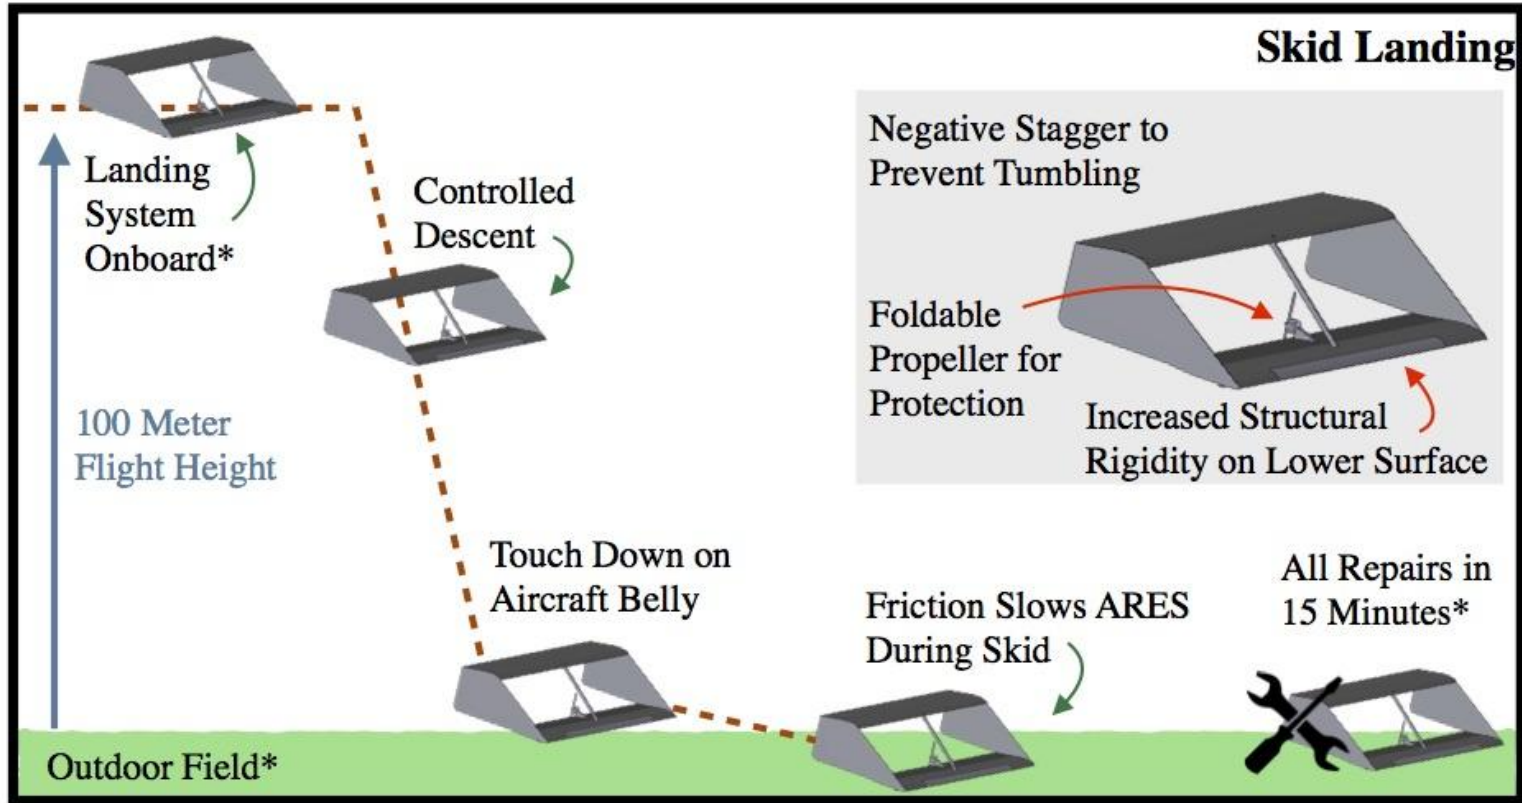 Skid Landing
Landing
System
Onboard*
Controlled
Descent
100 Meter
Flight Height
Negative Stagger to
Prevent Tumbling
Foldable
Propeller for
Protection
Increased Structural
Rigidity on Lower Surface
Touch Down on
Aircraft Belly
Friction Slows ARES
During Skid
All Repairs in
15 Minutes*
Outdoor Field*